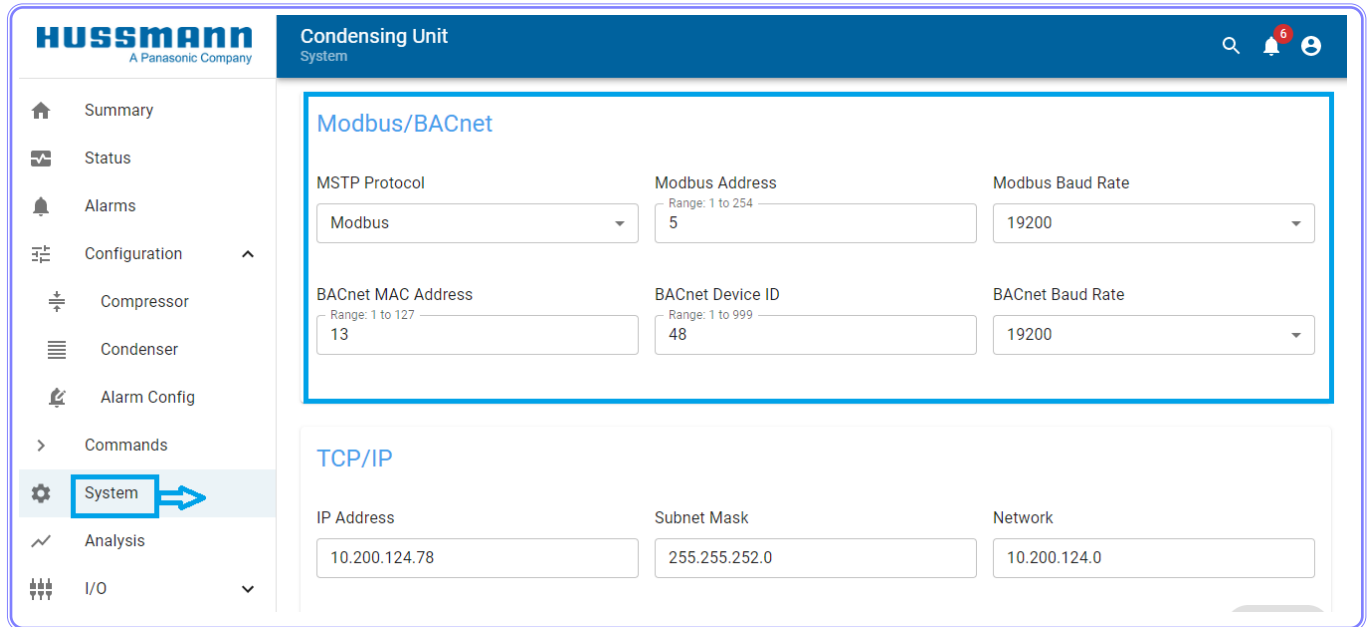 HUSSMANN
A Panasonic Company
Condensing Unit
System
6
Summary
Status
Alarms
Configuration
Compressor
Condenser
Alarm Config
Commands
System
Analysis
I/O
Modbus/BACnet
MSTP Protocol
Modbus
Modbus Address
Range: 1 to 254
5
Modbus Baud Rate
19200
BACnet MAC Address
Range: 1 to 127
13
BACnet Device ID
Range: 1 to 999
48
BACnet Baud Rate
19200
TCP/IP
IP Address
10.200.124.78
Subnet Mask
255.255.252.0
Network
10.200.124.0